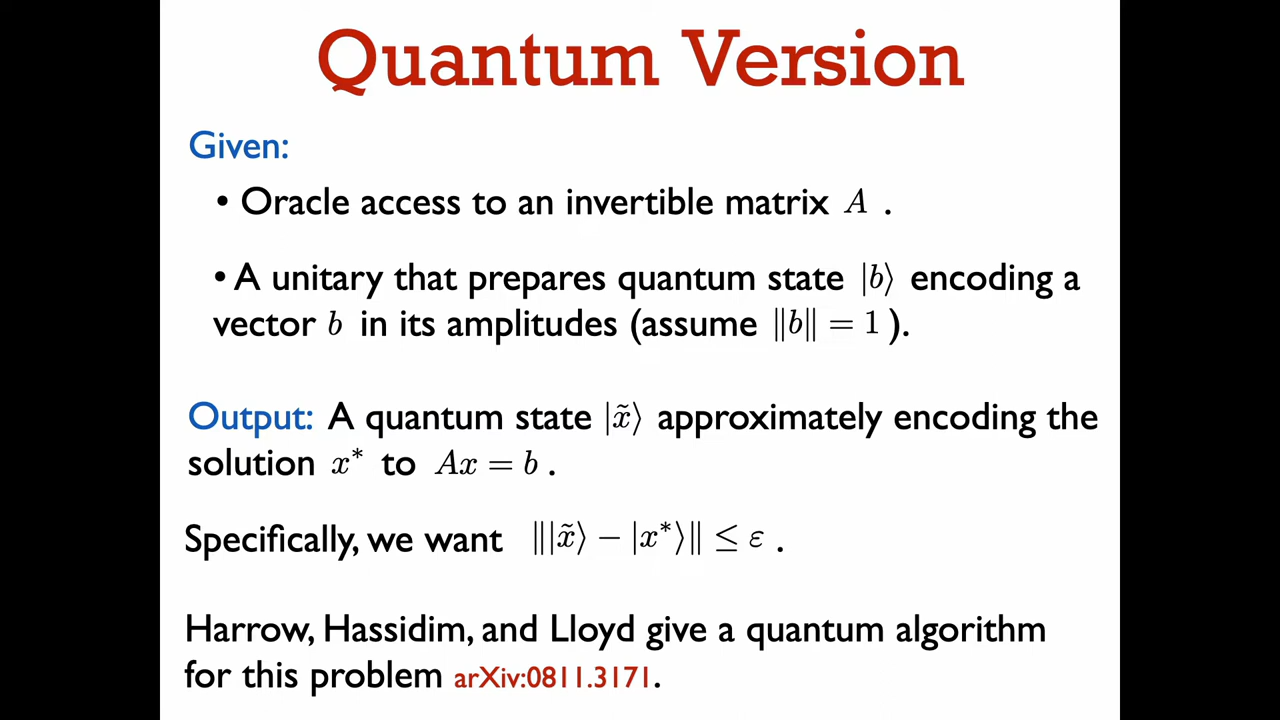 Quantum Version
Given:
• Oracle access to an invertible matrix A .
• A unitary that prepares quantum state |b⟩ encoding a
vector b in its amplitudes (assume ‖b‖ = 1 ).
Output: A quantum state |x̃⟩ approximately encoding the
solution x* to Ax = b .
Specifically, we want ‖|x̃⟩ − |x*⟩‖ ≤ ε .
Harrow, Hassidim, and Lloyd give a quantum algorithm
for this problem arXiv:0811.3171.